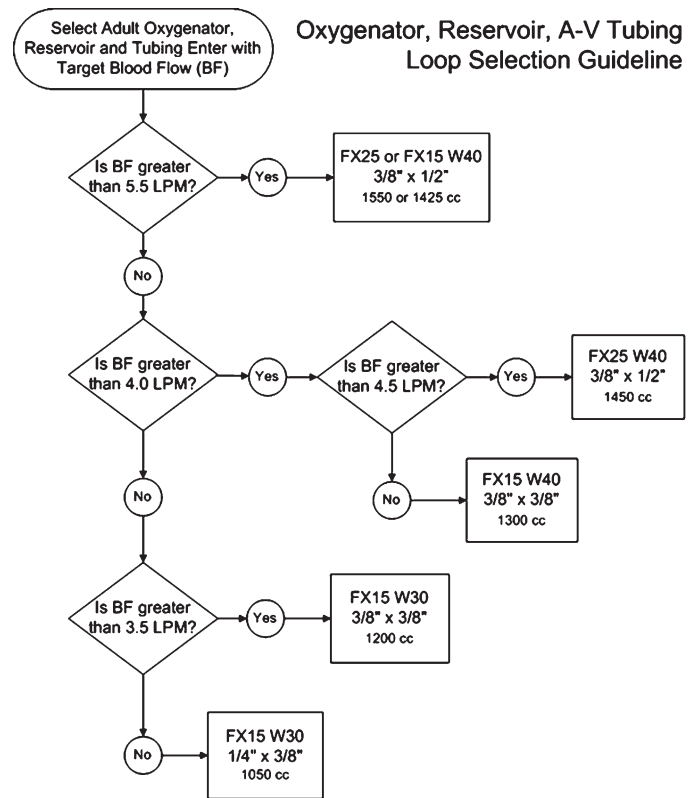 Oxygenator, Reservoir, A-V Tubing
Loop Selection Guideline
Select Adult Oxygenator,
Reservoir and Tubing Enter with
Target Blood Flow (BF)
Is BF greater
than 5.5 LPM?
Yes
FX25 or FX15 W40
3/8" x 1/2"
1550 or 1425 cc
No
Is BF greater
than 4.0 LPM?
Yes
Is BF greater
than 4.5 LPM?
Yes
FX25 W40
3/8" x 1/2"
1450 cc
No
FX15 W40
3/8" x 3/8"
1300 cc
No
Is BF greater
than 3.5 LPM?
Yes
FX15 W30
3/8" x 3/8"
1200 cc
No
FX15 W30
1/4" x 3/8"
1050 cc